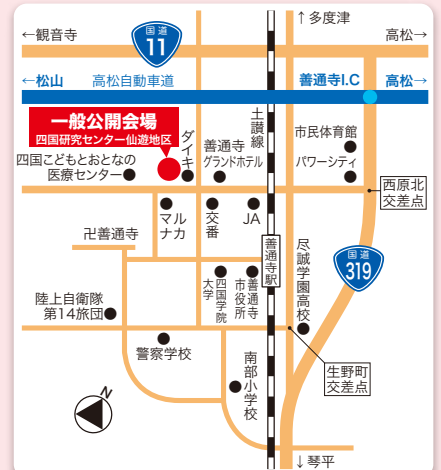 ↑多度津
←観音寺
国道
11
高松→
←松山
高松自動車道
善通寺I.C
高松→
一般公開会場
四国研究センター仙遊地区
ダイキ
善通寺
グランドホテル
土讃線
市民体育館
パワーシティ
四国こどもとおとなの
医療センター
西原北
交差点
マルナカ
交番
JA
卍善通寺
善通寺駅
尽誠学園高校
国道
319
四国学院
大学
善通寺
市役所
陸上自衛隊
第14旅団
警察学校
生野町
交差点
南部小学校
N
↓琴平